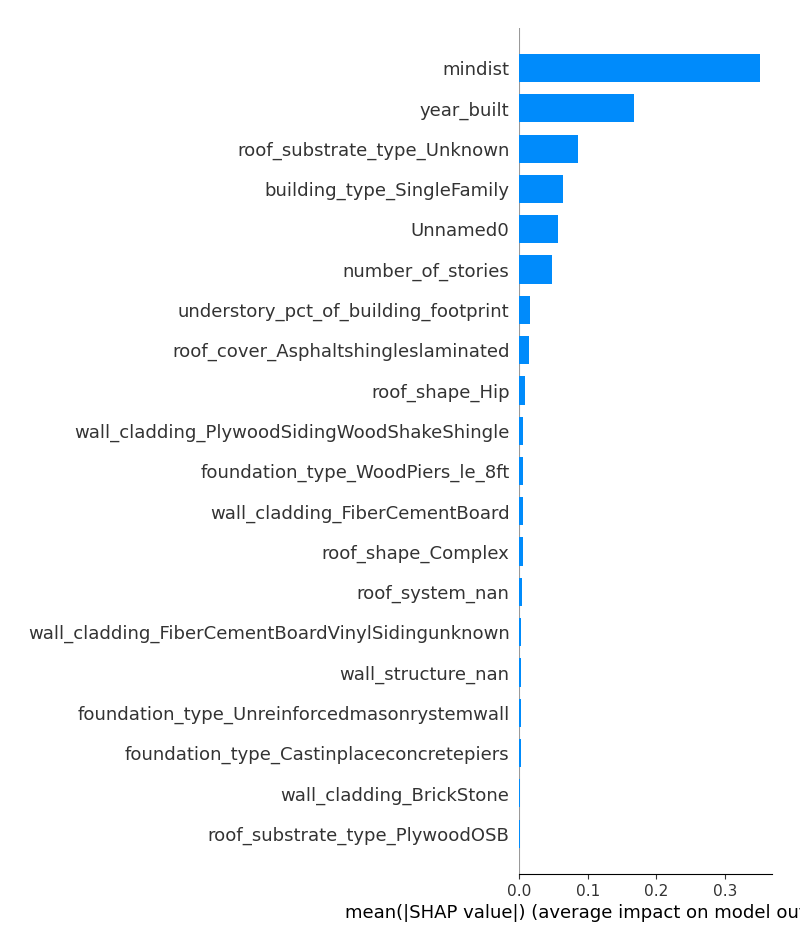 mindist
year_built
roof_substrate_type_Unknown
building_type_SingleFamily
Unnamed0
number_of_stories
understory_pct_of_building_footprint
roof_cover_Asphaltshingleslaminated
roof_shape_Hip
wall_cladding_PlywoodSidingWoodShakeShingle
foundation_type_WoodPiers_le_8ft
wall_cladding_FiberCementBoard
roof_shape_Complex
roof_system_nan
wall_cladding_FiberCementBoardVinylSidingunknown
wall_structure_nan
foundation_type_Unreinforcedmasonrystemwall
foundation_type_Castinplaceconcretepiers
wall_cladding_BrickStone
roof_substrate_type_PlywoodOSB
0.0 0.1 0.2 0.3
mean(|SHAP value|) (average impact on model ou